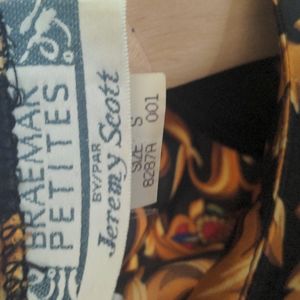 BRAEMAR
PETITES
BY/PAR
Jeremy Scott
SIZE S
8287A 001